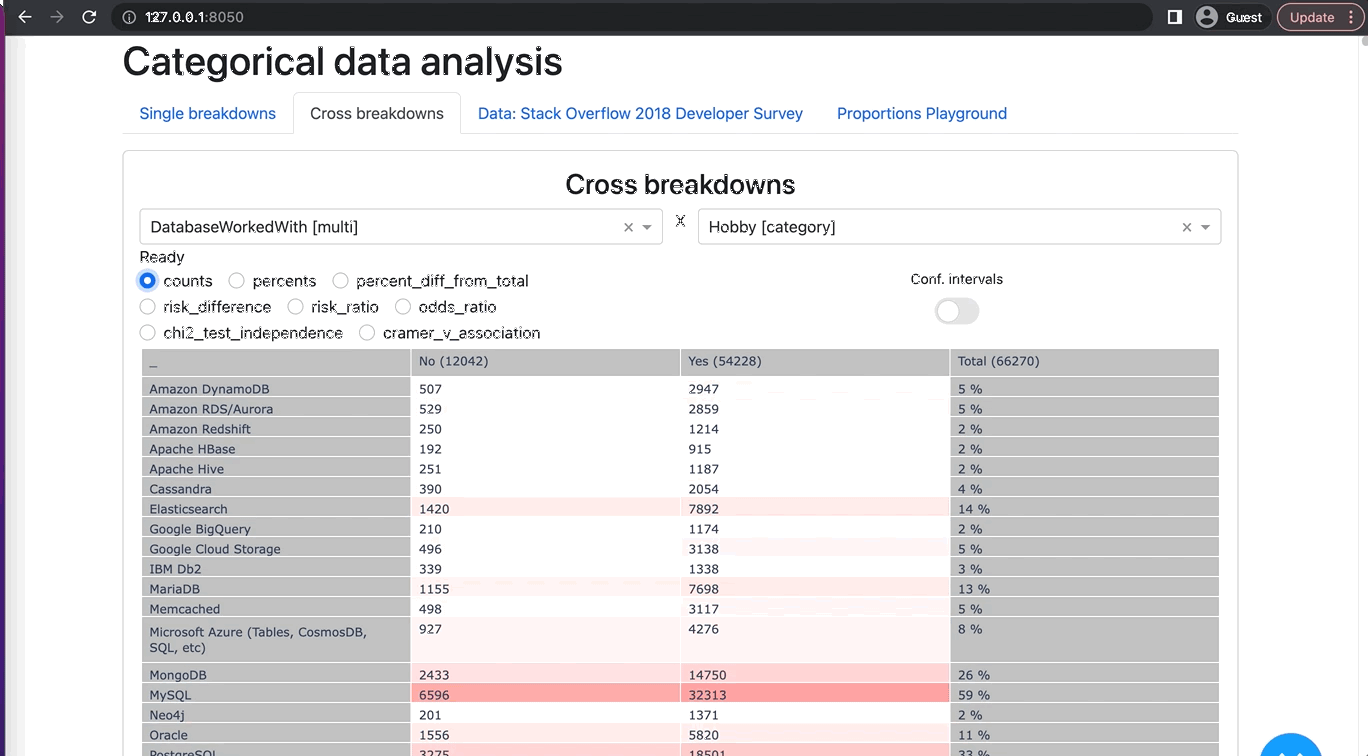 127.0.0.1:8050 Guest Update
Categorical data analysis
Single breakdowns Cross breakdowns Data: Stack Overflow 2018 Developer Survey Proportions Playground
Cross breakdowns
DatabaseWorkedWith [multi] × X Hobby [category] ×
Ready
counts percents percent_diff_from_total Conf. intervals
risk_difference risk_ratio odds_ratio
chi2_test_independence cramer_v_association
_ No (12042) Yes (54228) Total (66270)
Amazon DynamoDB 507 2947 5 %
Amazon RDS/Aurora 529 2859 5 %
Amazon Redshift 250 1214 2 %
Apache HBase 192 915 2 %
Apache Hive 251 1187 2 %
Cassandra 390 2054 4 %
Elasticsearch 1420 7892 14 %
Google BigQuery 210 1174 2 %
Google Cloud Storage 496 3138 5 %
IBM Db2 339 1338 3 %
MariaDB 1155 7698 13 %
Memcached 498 3117 5 %
Microsoft Azure (Tables, CosmosDB, 927 4276 8 %
SQL, etc)
MongoDB 2433 14750 26 %
MySQL 6596 32313 59 %
Neo4j 201 1371 2 %
Oracle 1556 5820 11 %
PostgreSQL 3275 18501 33 %